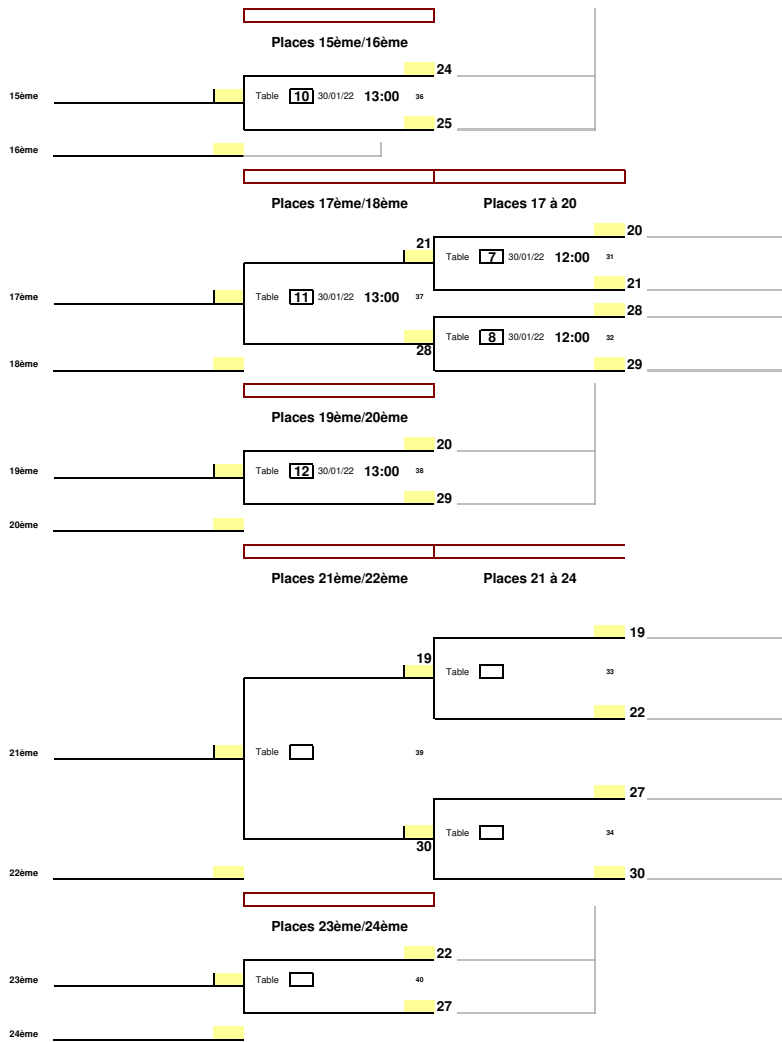 Places 15ème/16ème
24
15ème Table 10 30/01/22 13:00 36
25
16ème
Places 17ème/18ème Places 17 à 20
20
21 Table 7 30/01/22 12:00 31
21
17ème Table 11 30/01/22 13:00 37
28
28 Table 8 30/01/22 12:00 32
18ème 29
Places 19ème/20ème
20
19ème Table 12 30/01/22 13:00 38
29
20ème
Places 21ème/22ème Places 21 à 24
19
19 Table 33
22
21ème Table 39
27
30 Table 34
22ème 30
Places 23ème/24ème
22
23ème Table 40
27
24ème